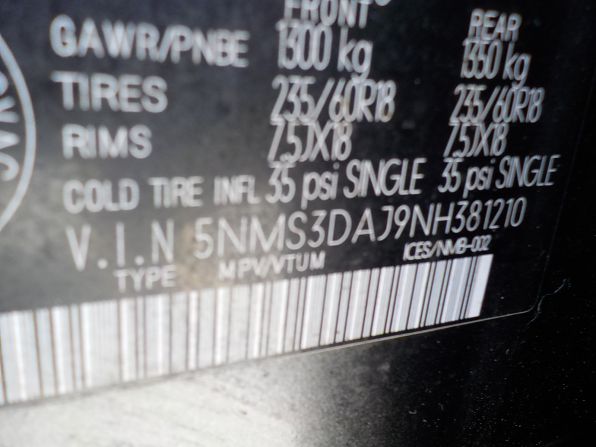 FRONT REAR
GAWR/PNBE 1300 kg 1350 kg
TIRES 235/60R18 235/60R18
RIMS 7,5JX18 7,5JX18
COLD TIRE INFL 35 psi SINGLE 35 psi SINGLE
V.I.N 5NMS3DAJ9NH381210
TYPE MPV/VTUM ICES/NMB-002